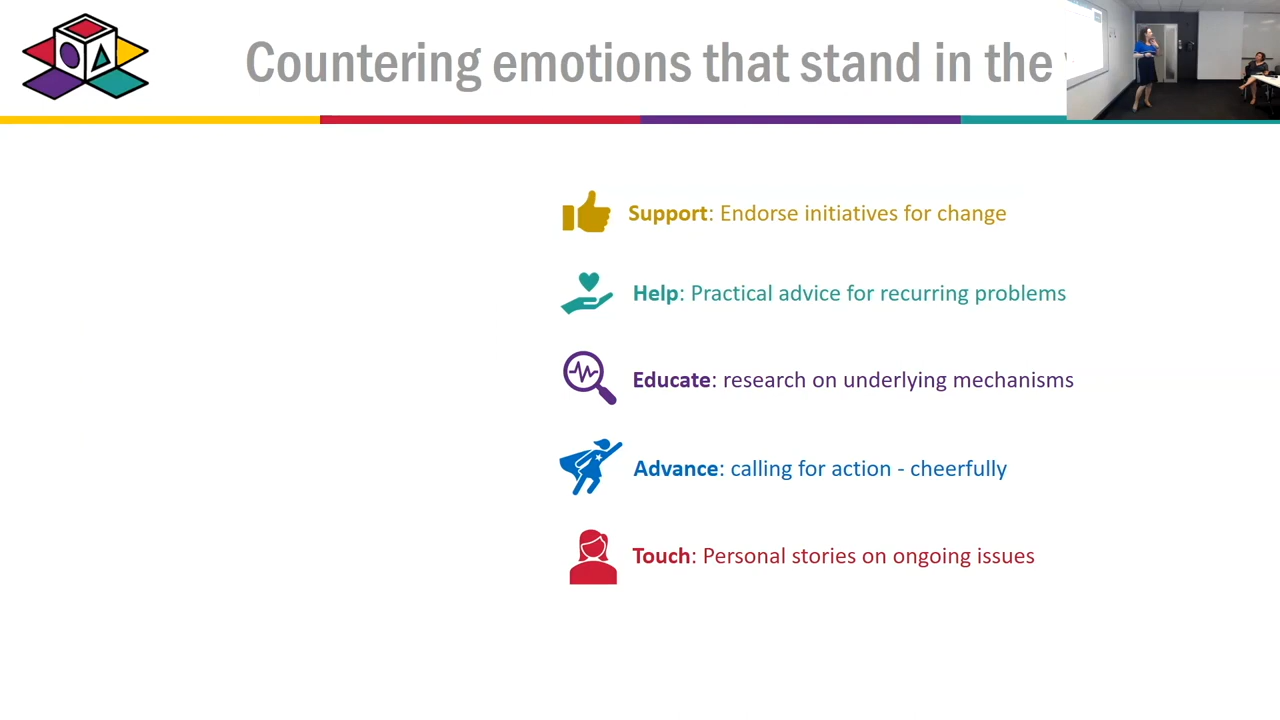 Countering emotions that stand in the
Support: Endorse initiatives for change
Help: Practical advice for recurring problems
Educate: research on underlying mechanisms
Advance: calling for action - cheerfully
Touch: Personal stories on ongoing issues